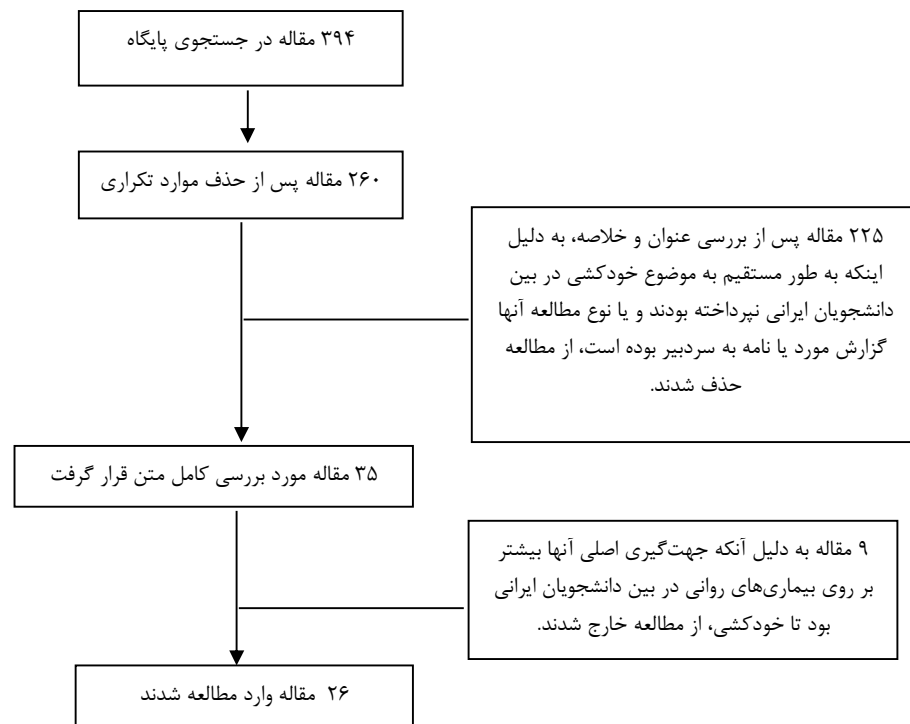 ۳۹۴ مقاله در جستجوی پایگاه
۲۶۰ مقاله پس از حذف موارد تکراری
۲۲۵ مقاله پس از بررسی عنوان و خلاصه، به دلیل
اینکه به طور مستقیم به موضوع خودکشی در بین
دانشجویان ایرانی نپرداخته بودند و یا نوع مطالعه آنها
گزارش مورد یا نامه به سردبیر بوده است، از مطالعه
حذف شدند.
۳۵ مقاله مورد بررسی کامل متن قرار گرفت
۹ مقاله به دلیل آنکه جهت‌گیری اصلی آنها بیشتر
بر روی بیماری‌های روانی در بین دانشجویان ایرانی
بود تا خودکشی، از مطالعه خارج شدند.
۲۶ مقاله وارد مطالعه شدند